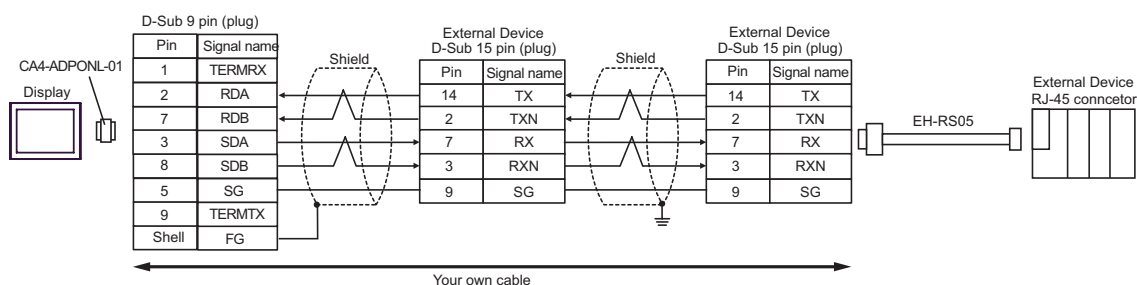 D-Sub 9 pin (plug)
Pin Signal name
1 TERMRX
2 RDA
7 RDB
3 SDA
8 SDB
5 SG
9 TERMTX
Shell FG
CA4-ADPONL-01
Display
Shield
External Device
D-Sub 15 pin (plug)
Pin Signal name
14 TX
2 TXN
7 RX
3 RXN
9 SG
Shield
External Device
D-Sub 15 pin (plug)
Pin Signal name
14 TX
2 TXN
7 RX
3 RXN
9 SG
EH-RS05
External Device
RJ-45 conncetor
Your own cable